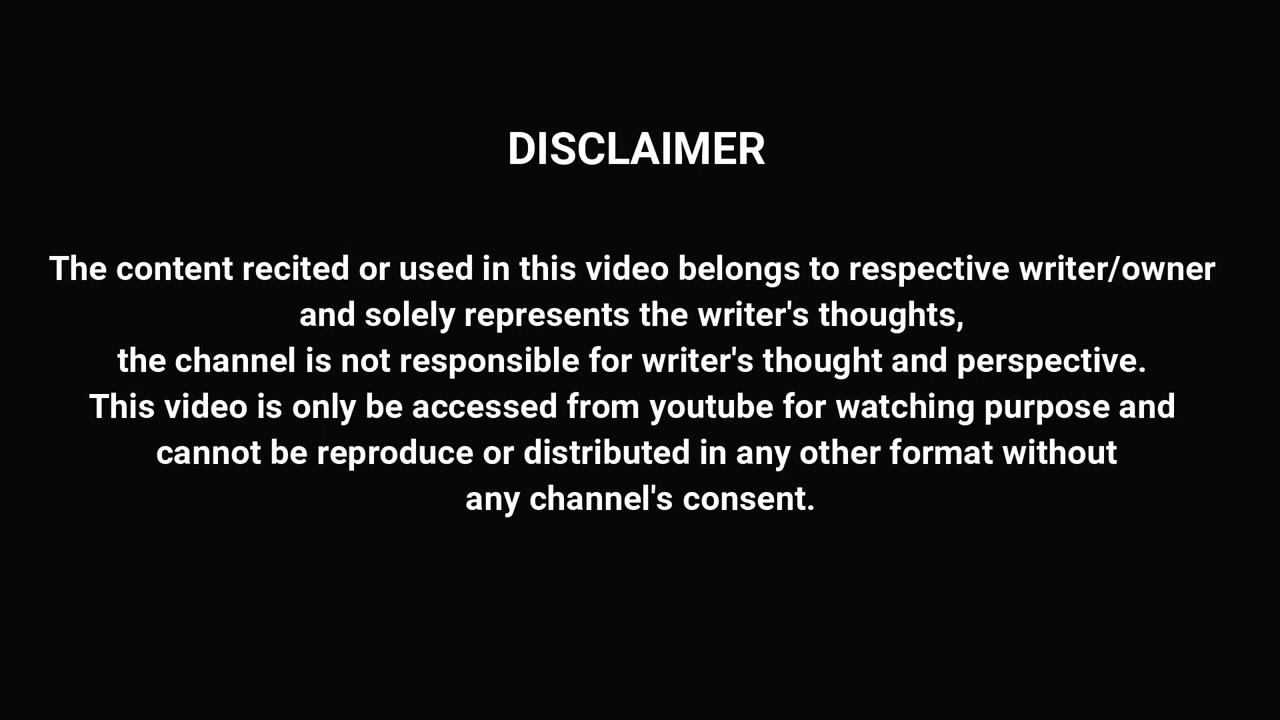 DISCLAIMER
The content recited or used in this video belongs to respective writer/owner
and solely represents the writer's thoughts,
the channel is not responsible for writer's thought and perspective.
This video is only be accessed from youtube for watching purpose and
cannot be reproduce or distributed in any other format without
any channel's consent.